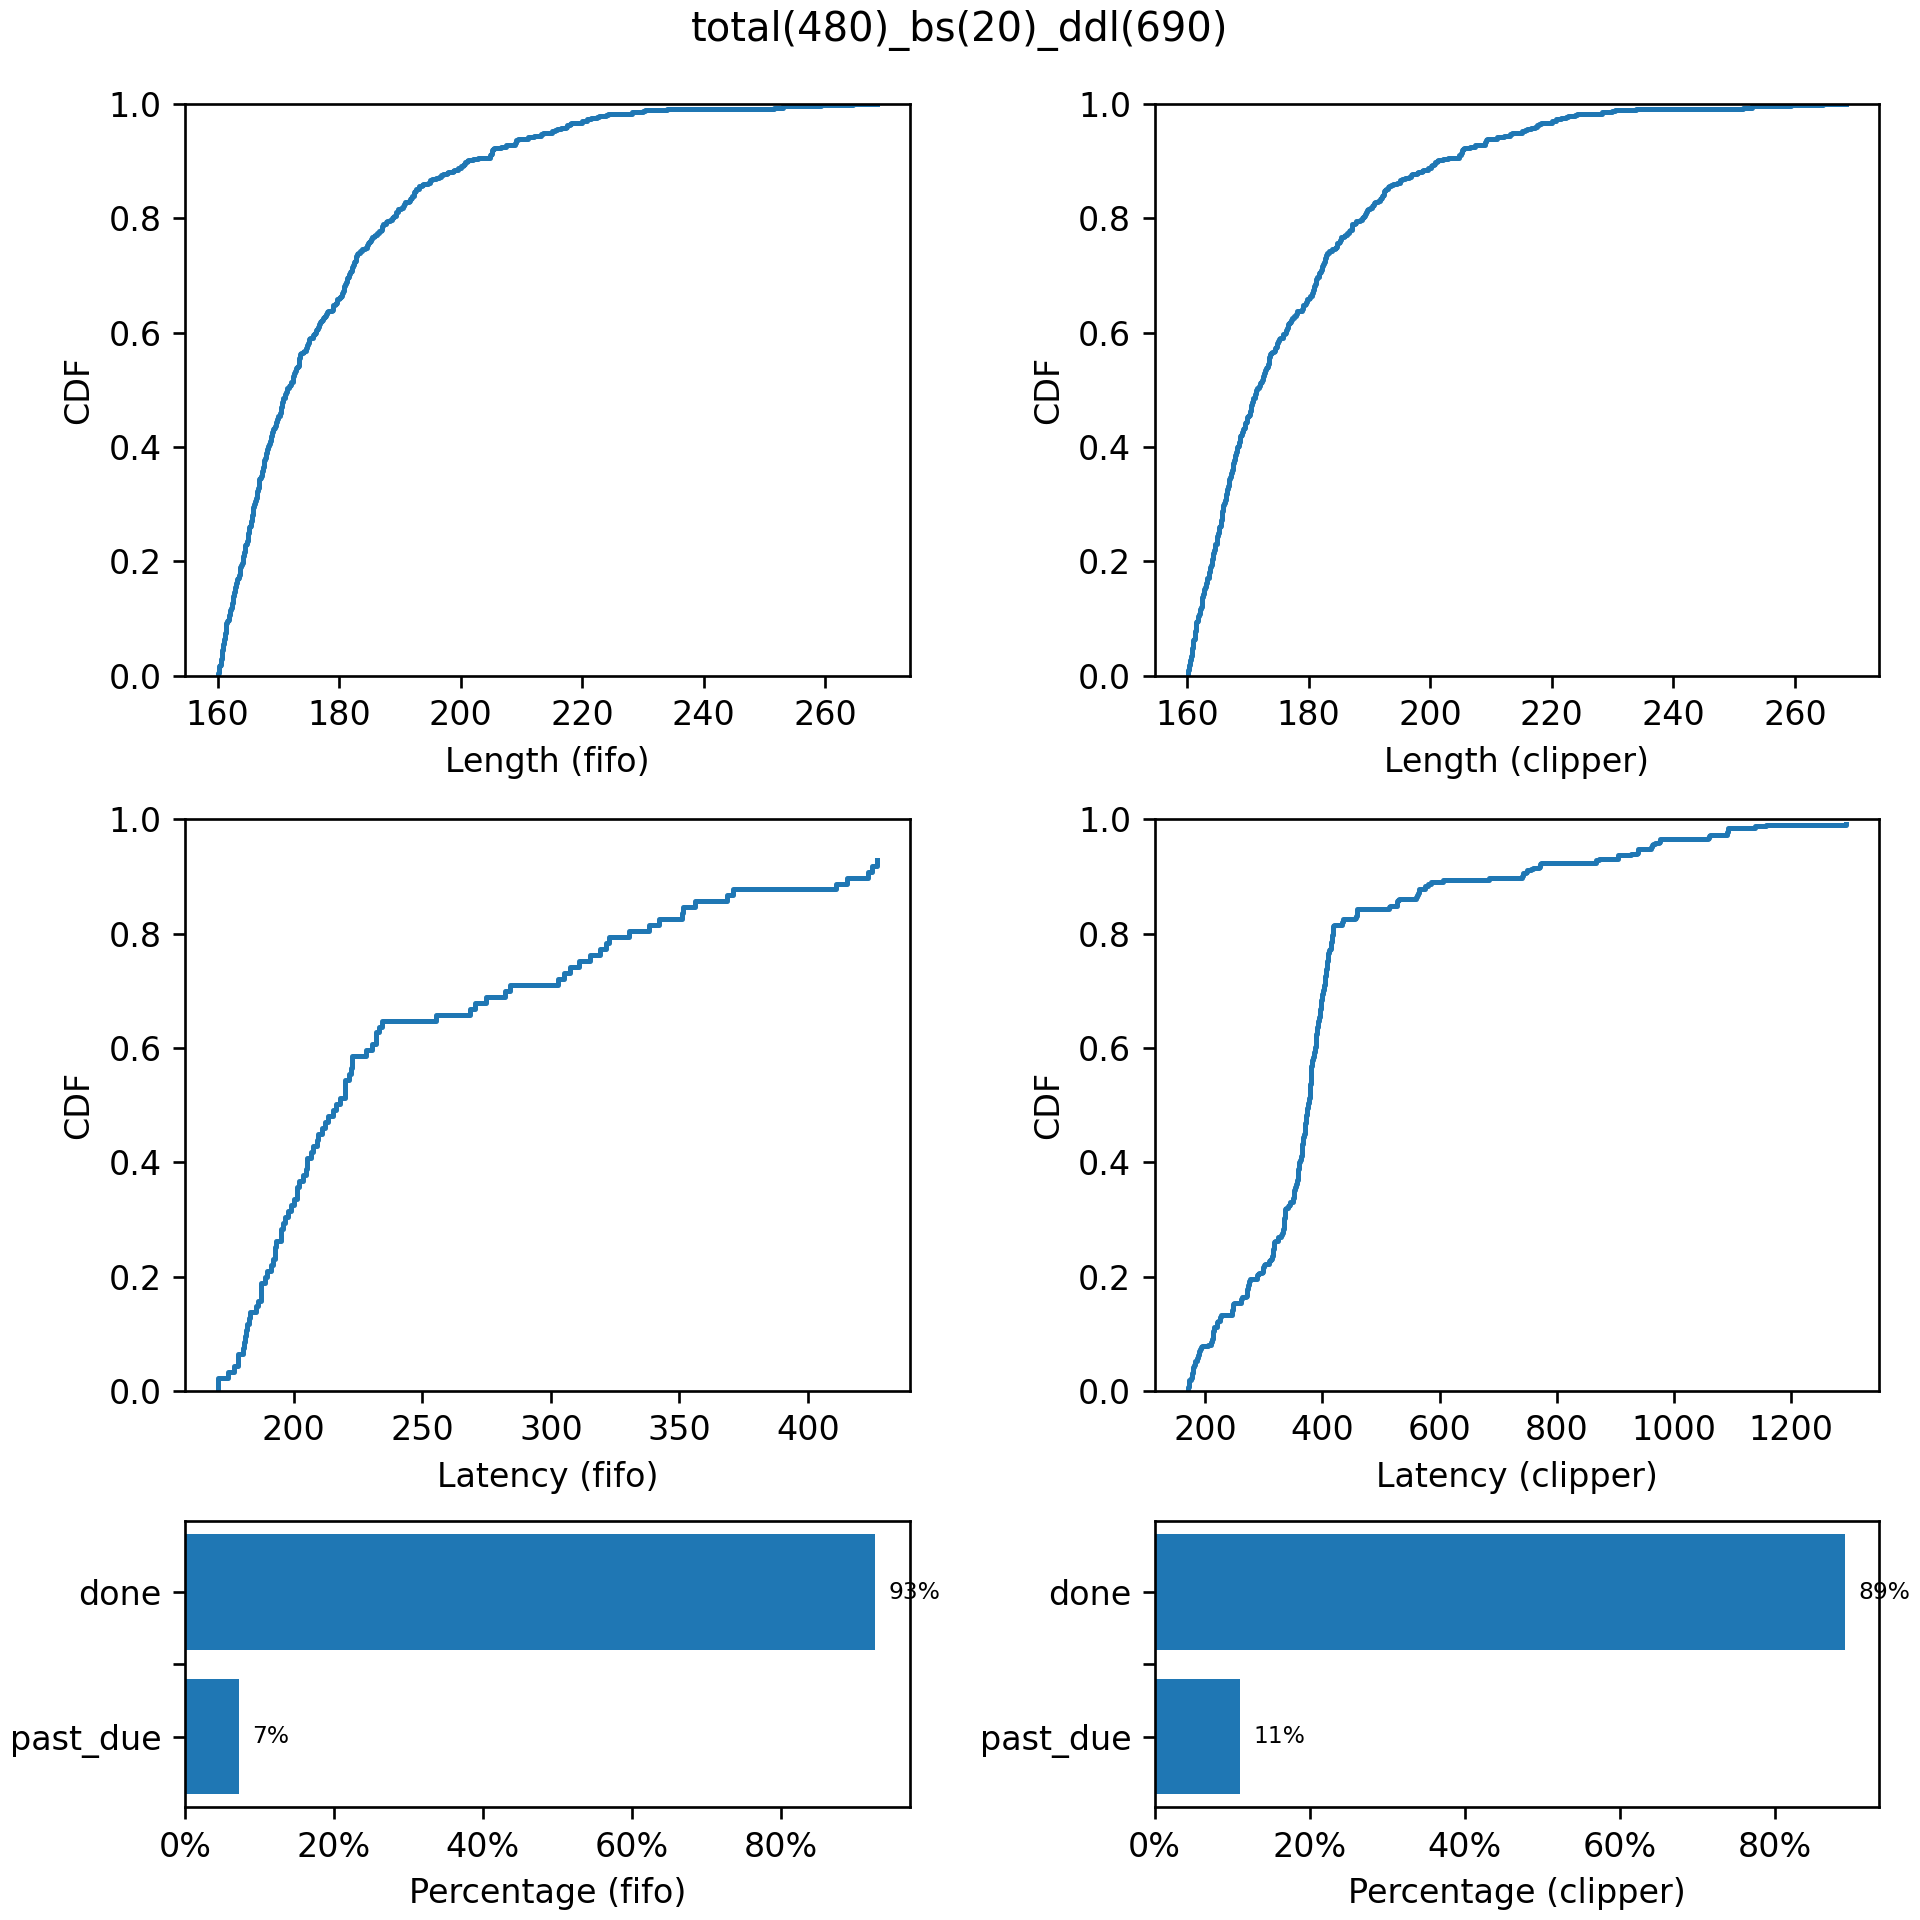 total(480)_bs(20)_ddl(690)
1.0
0.8
0.6
0.4
0.2
0.0
CDF
160 180 200 220 240 260
Length (fifo)
1.0
0.8
0.6
0.4
0.2
0.0
CDF
160 180 200 220 240 260
Length (clipper)
1.0
0.8
0.6
0.4
0.2
0.0
CDF
200 250 300 350 400
Latency (fifo)
1.0
0.8
0.6
0.4
0.2
0.0
CDF
200 400 600 800 1000 1200
Latency (clipper)
done 93%
past_due 7%
0% 20% 40% 60% 80%
Percentage (fifo)
done 89%
past_due 11%
0% 20% 40% 60% 80%
Percentage (clipper)